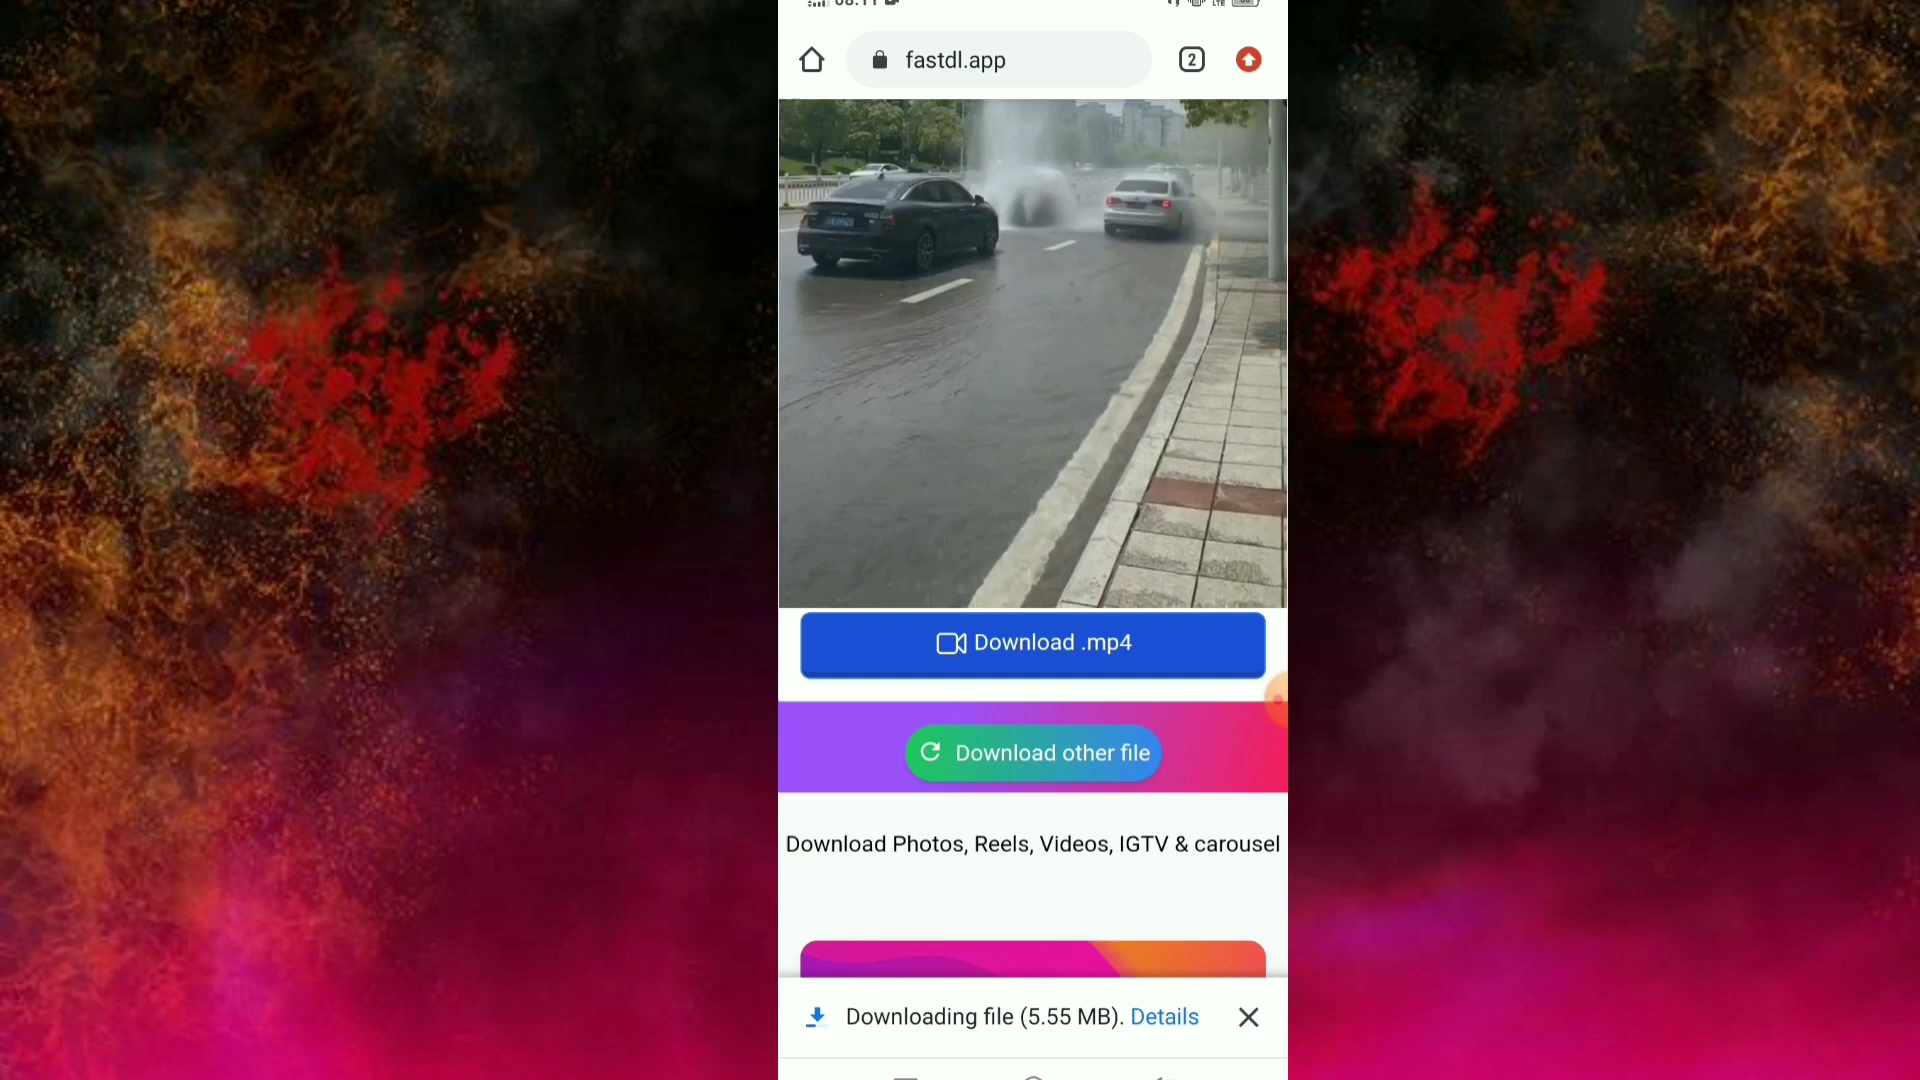 fastdl.app
2
Download .mp4
Download other file
Download Photos, Reels, Videos, IGTV & carousel
Downloading file (5.55 MB). Details